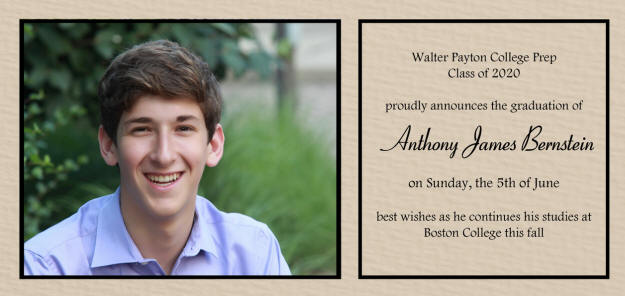 Walter Payton College Prep
Class of 2020
proudly announces the graduation of
Anthony James Bernstein
on Sunday, the 5th of June
best wishes as he continues his studies at
Boston College this fall